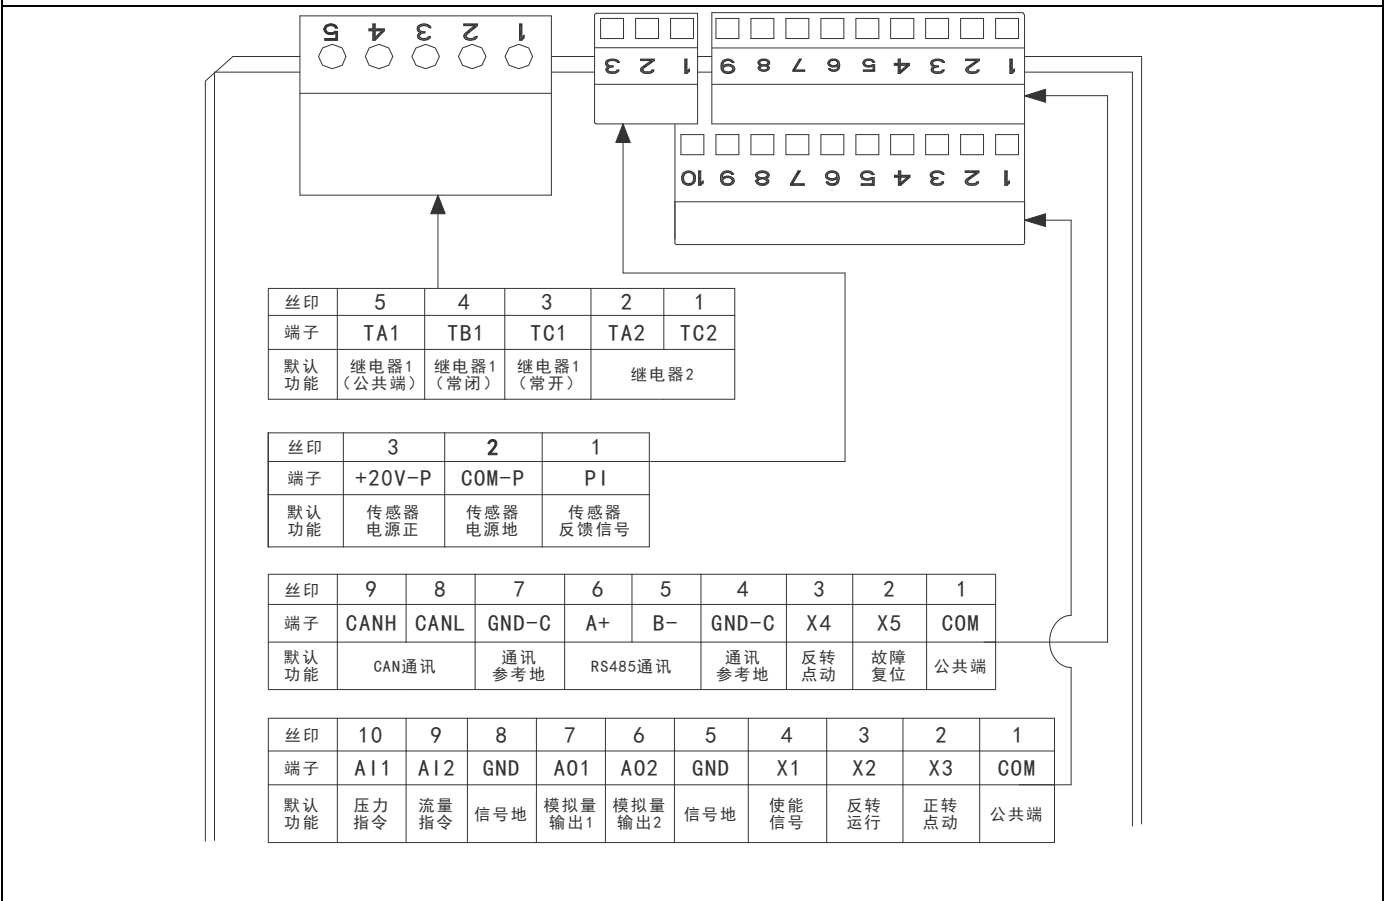 5 4 3 2 1
3 2 1
9 8 7 6 5 4 3 2 1
10 9 8 7 6 5 4 3 2 1
丝印 5 4 3 2 1
端子 TA1 TB1 TC1 TA2 TC2
默认 继电器1 继电器1 继电器1 继电器2
功能 （公共端） （常闭） （常开）
丝印 3 2 1
端子 +20V-P COM-P PI
默认 传感器 传感器 传感器
功能 电源正 电源地 反馈信号
丝印 9 8 7 6 5 4 3 2 1
端子 CANH CANL GND-C A+ B- GND-C X4 X5 COM
默认 CAN通讯 通讯 RS485通讯 通讯 反转 故障 公共端
功能 参考地 参考地 点动 复位
丝印 10 9 8 7 6 5 4 3 2 1
端子 AI1 AI2 GND AO1 AO2 GND X1 X2 X3 COM
默认 压力 流量 信号地 模拟量 模拟量 信号地 使能 反转 正转 公共端
功能 指令 指令 输出1 输出2 信号 运行 点动